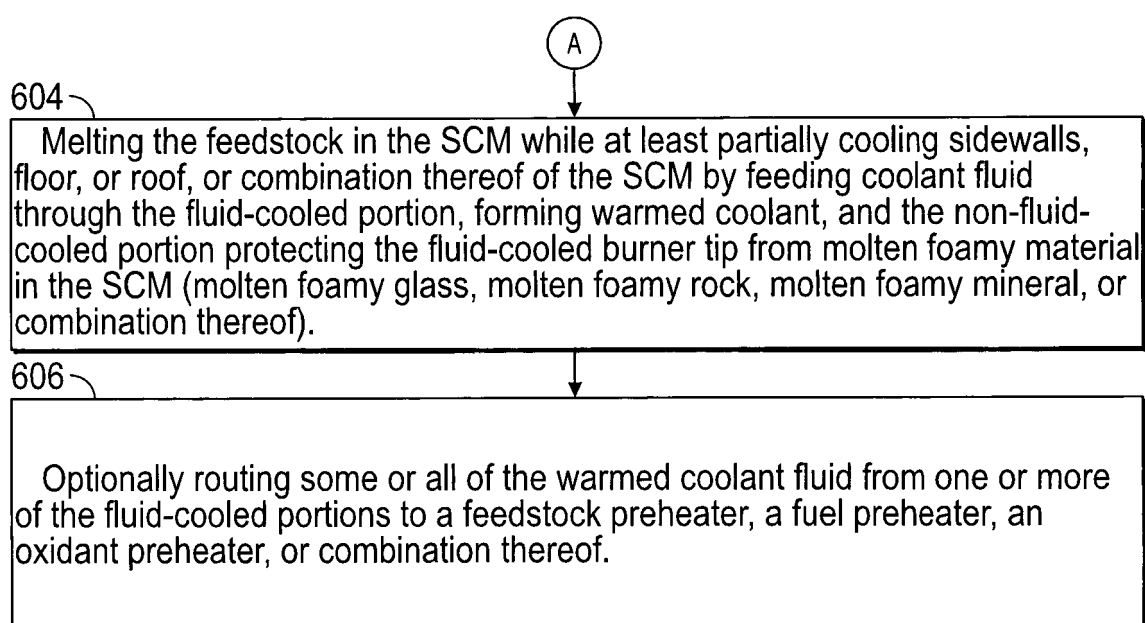 A
604
Melting the feedstock in the SCM while at least partially cooling sidewalls,
floor, or roof, or combination thereof of the SCM by feeding coolant fluid
through the fluid-cooled portion, forming warmed coolant, and the non-fluid-
cooled portion protecting the fluid-cooled burner tip from molten foamy material
in the SCM (molten foamy glass, molten foamy rock, molten foamy mineral, or
combination thereof).
606
Optionally routing some or all of the warmed coolant fluid from one or more
of the fluid-cooled portions to a feedstock preheater, a fuel preheater, an
oxidant preheater, or combination thereof.